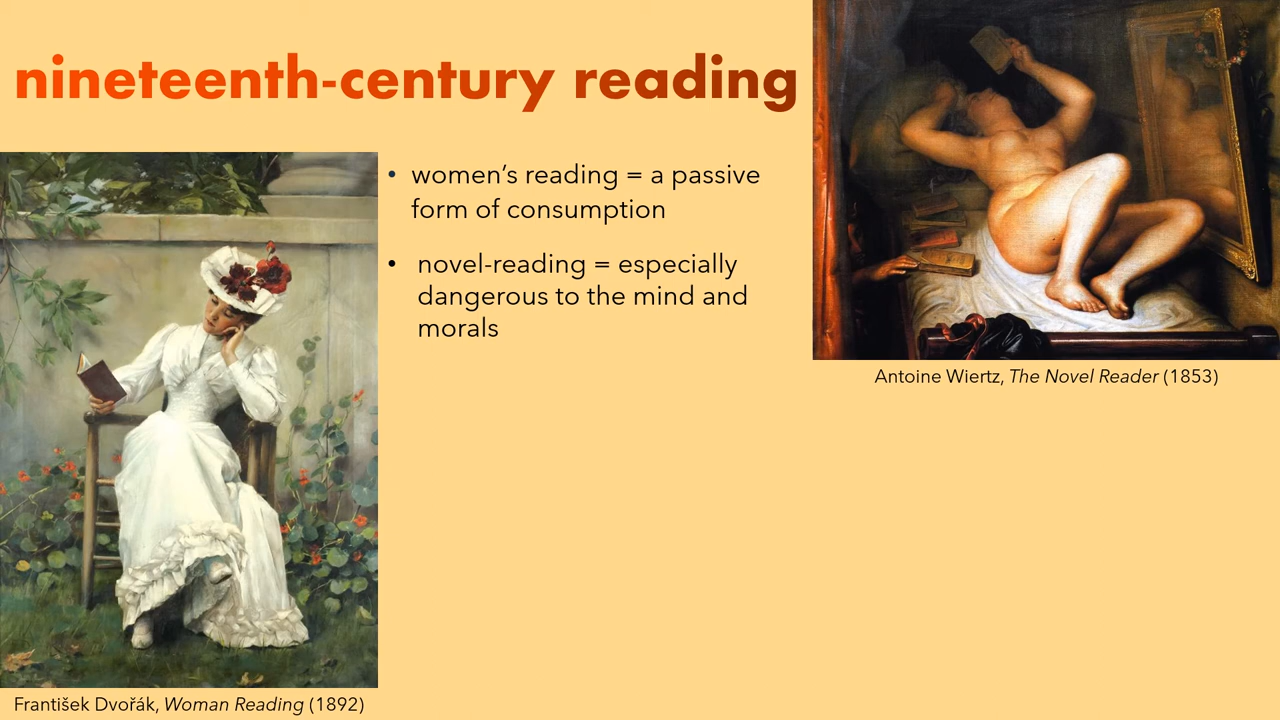 nineteenth-century reading
• women’s reading = a passive
form of consumption
• novel-reading = especially
dangerous to the mind and
morals
Antoine Wiertz, The Novel Reader (1853)
František Dvořák, Woman Reading (1892)